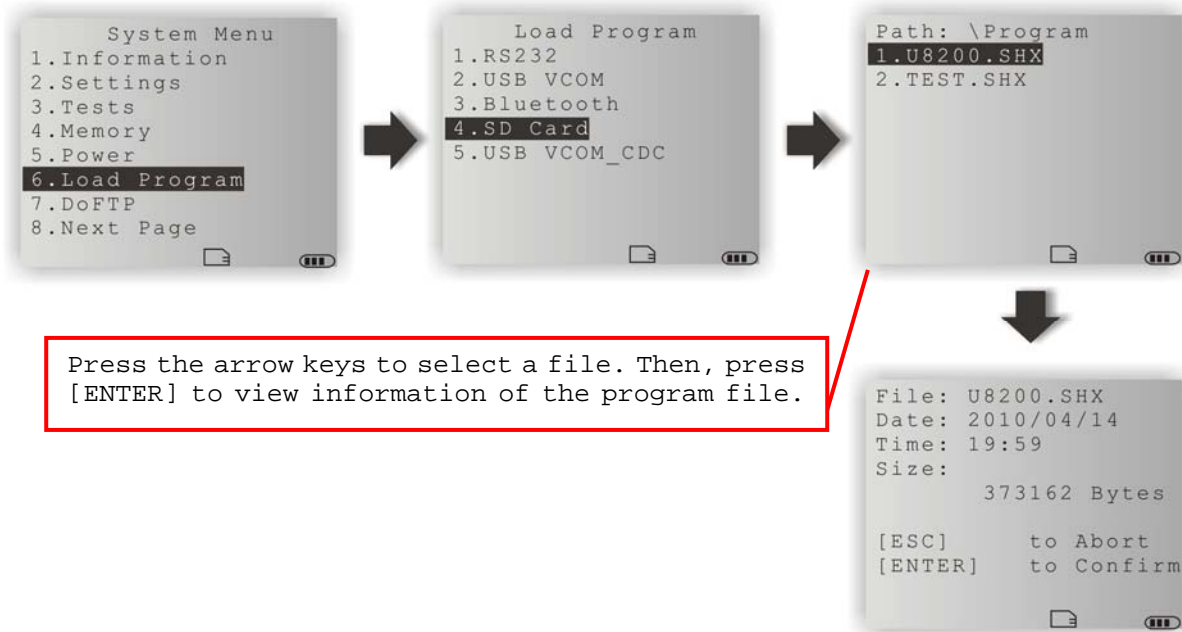 System Menu
1.Information
2.Settings
3.Tests
4.Memory
5.Power
6.Load Program
7.DoFTP
8.Next Page
Load Program
1.RS232
2.USB VCOM
3.Bluetooth
4.SD Card
5.USB VCOM_CDC
Path: \Program
1.U8200.SHX
2.TEST.SHX
Press the arrow keys to select a file. Then, press
[ENTER] to view information of the program file.
File: U8200.SHX
Date: 2010/04/14
Time: 19:59
Size:
373162 Bytes
[ESC] to Abort
[ENTER] to Confirm